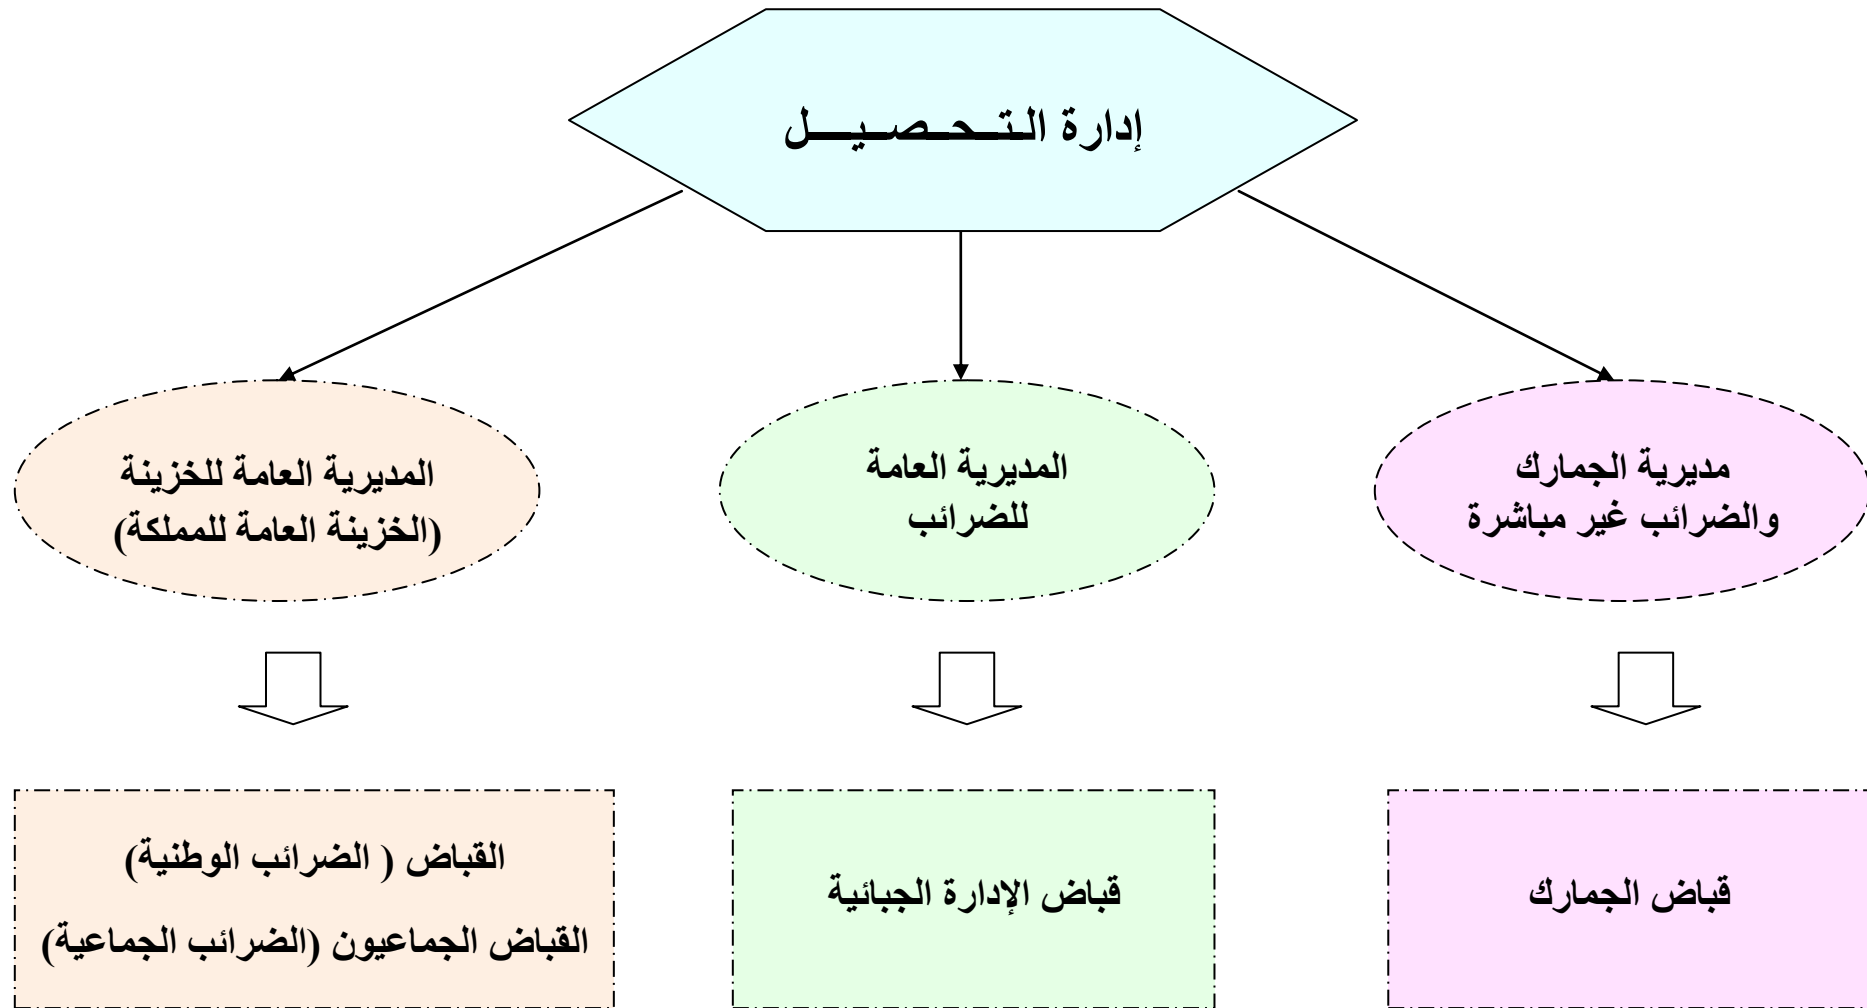 إدارة التحصيل
مديرية الجمارك
والضرائب غير مباشرة
المديرية العامة
للضرائب
المديرية العامة للخزينة
(الخزينة العامة للمملكة)
قباض الجمارك
قباض الإدارة الجبائية
القباض ( الضرائب الوطنية)
القباض الجماعيون (الضرائب الجماعية)